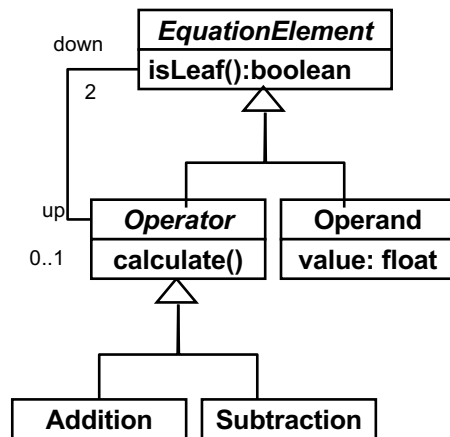 EquationElement
down
isLeaf():boolean
2
up
Operator
Operand
0..1
calculate()
value: float
Addition
Subtraction